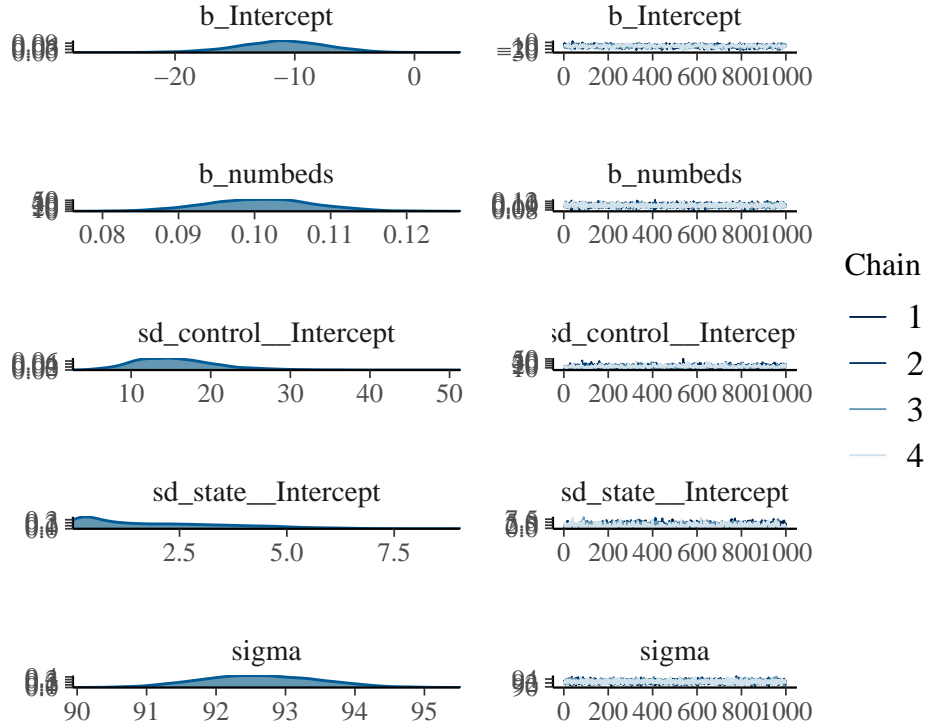 b_Intercept
−20 −10 0
b_Intercept
0 200 400 600 800 1000
b_numbeds
0.08 0.09 0.10 0.11 0.12
b_numbeds
0 200 400 600 800 1000
sd_control__Intercept
10 20 30 40 50
sd_control__Intercep
0 200 400 600 800 1000
sd_state__Intercept
2.5 5.0 7.5
sd_state__Intercept
0 200 400 600 800 1000
sigma
90 91 92 93 94 95
sigma
0 200 400 600 800 1000
Chain
1
2
3
4